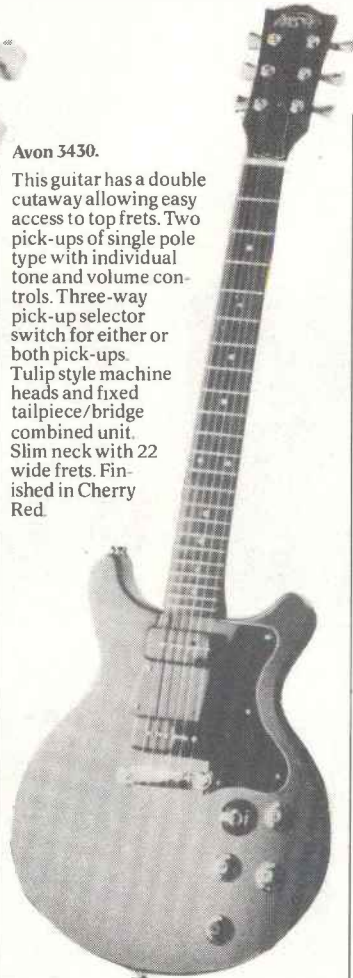 Avon 3430.
This guitar has a double
cutaway allowing easy
access to top frets. Two
pick-ups of single pole
type with individual
tone and volume con-
trols. Three-way
pick-up selector
switch for either or
both pick-ups.
Tulip style machine
heads and fixed
tailpiece/bridge
combined unit.
Slim neck with 22
wide frets. Fin-
ished in Cherry
Red.